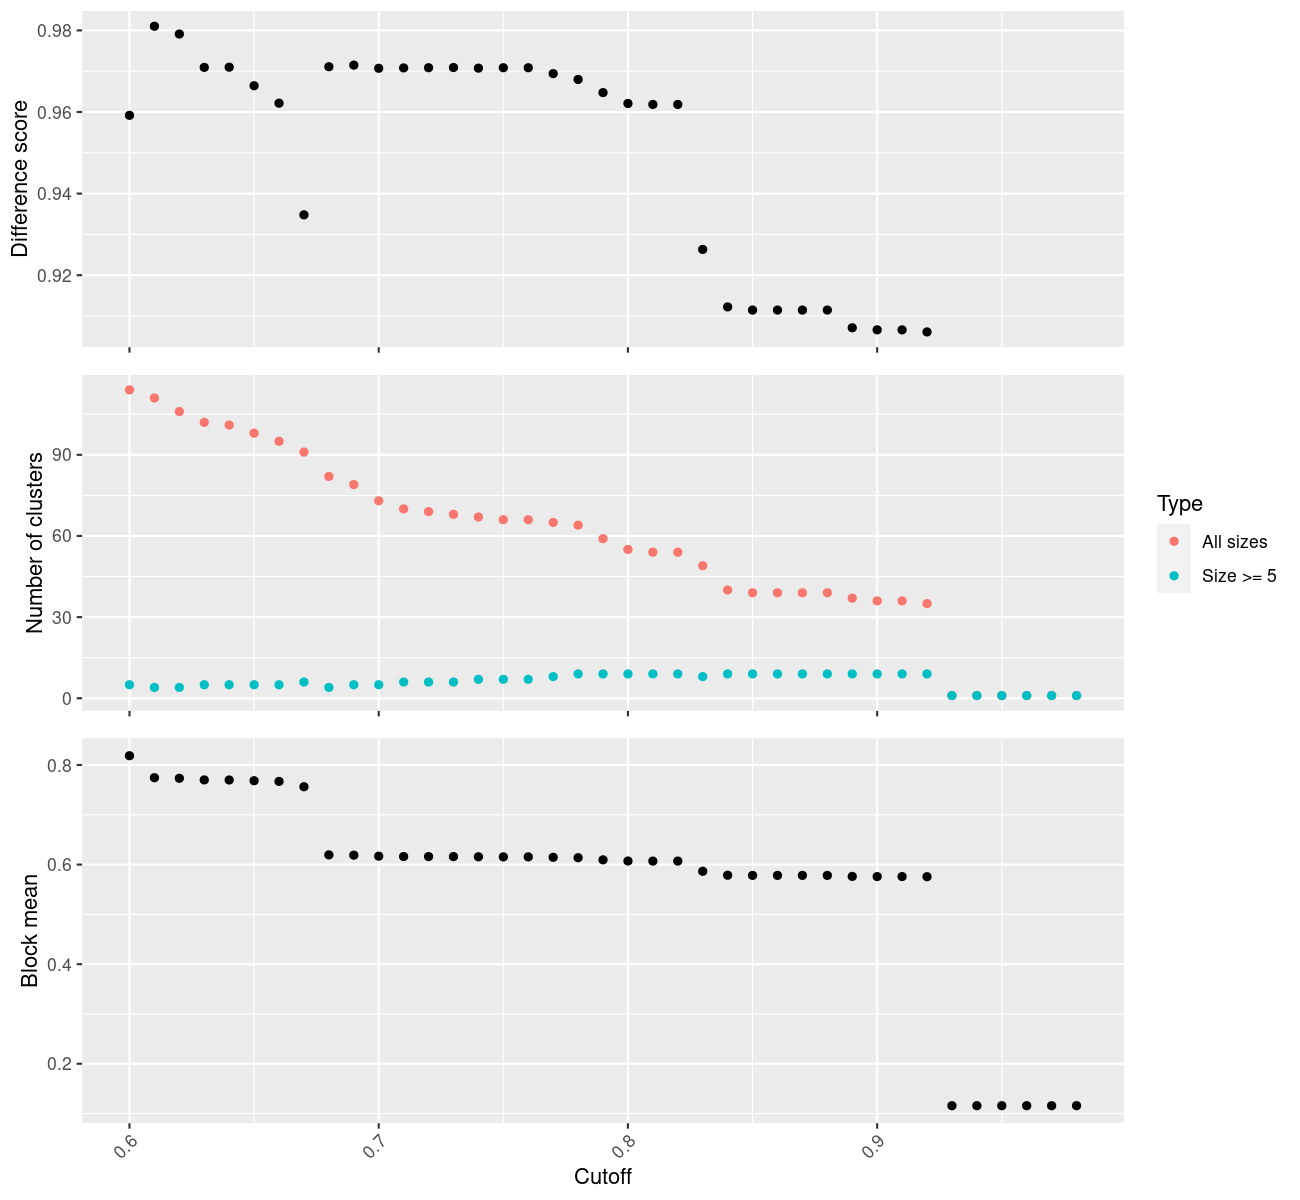 0.98
0.96
0.94
0.92
Difference score
90
60
30
0
Number of clusters
Type
All sizes
Size >= 5
0.8
0.6
0.4
0.2
Block mean
0.6 0.7 0.8 0.9
Cutoff